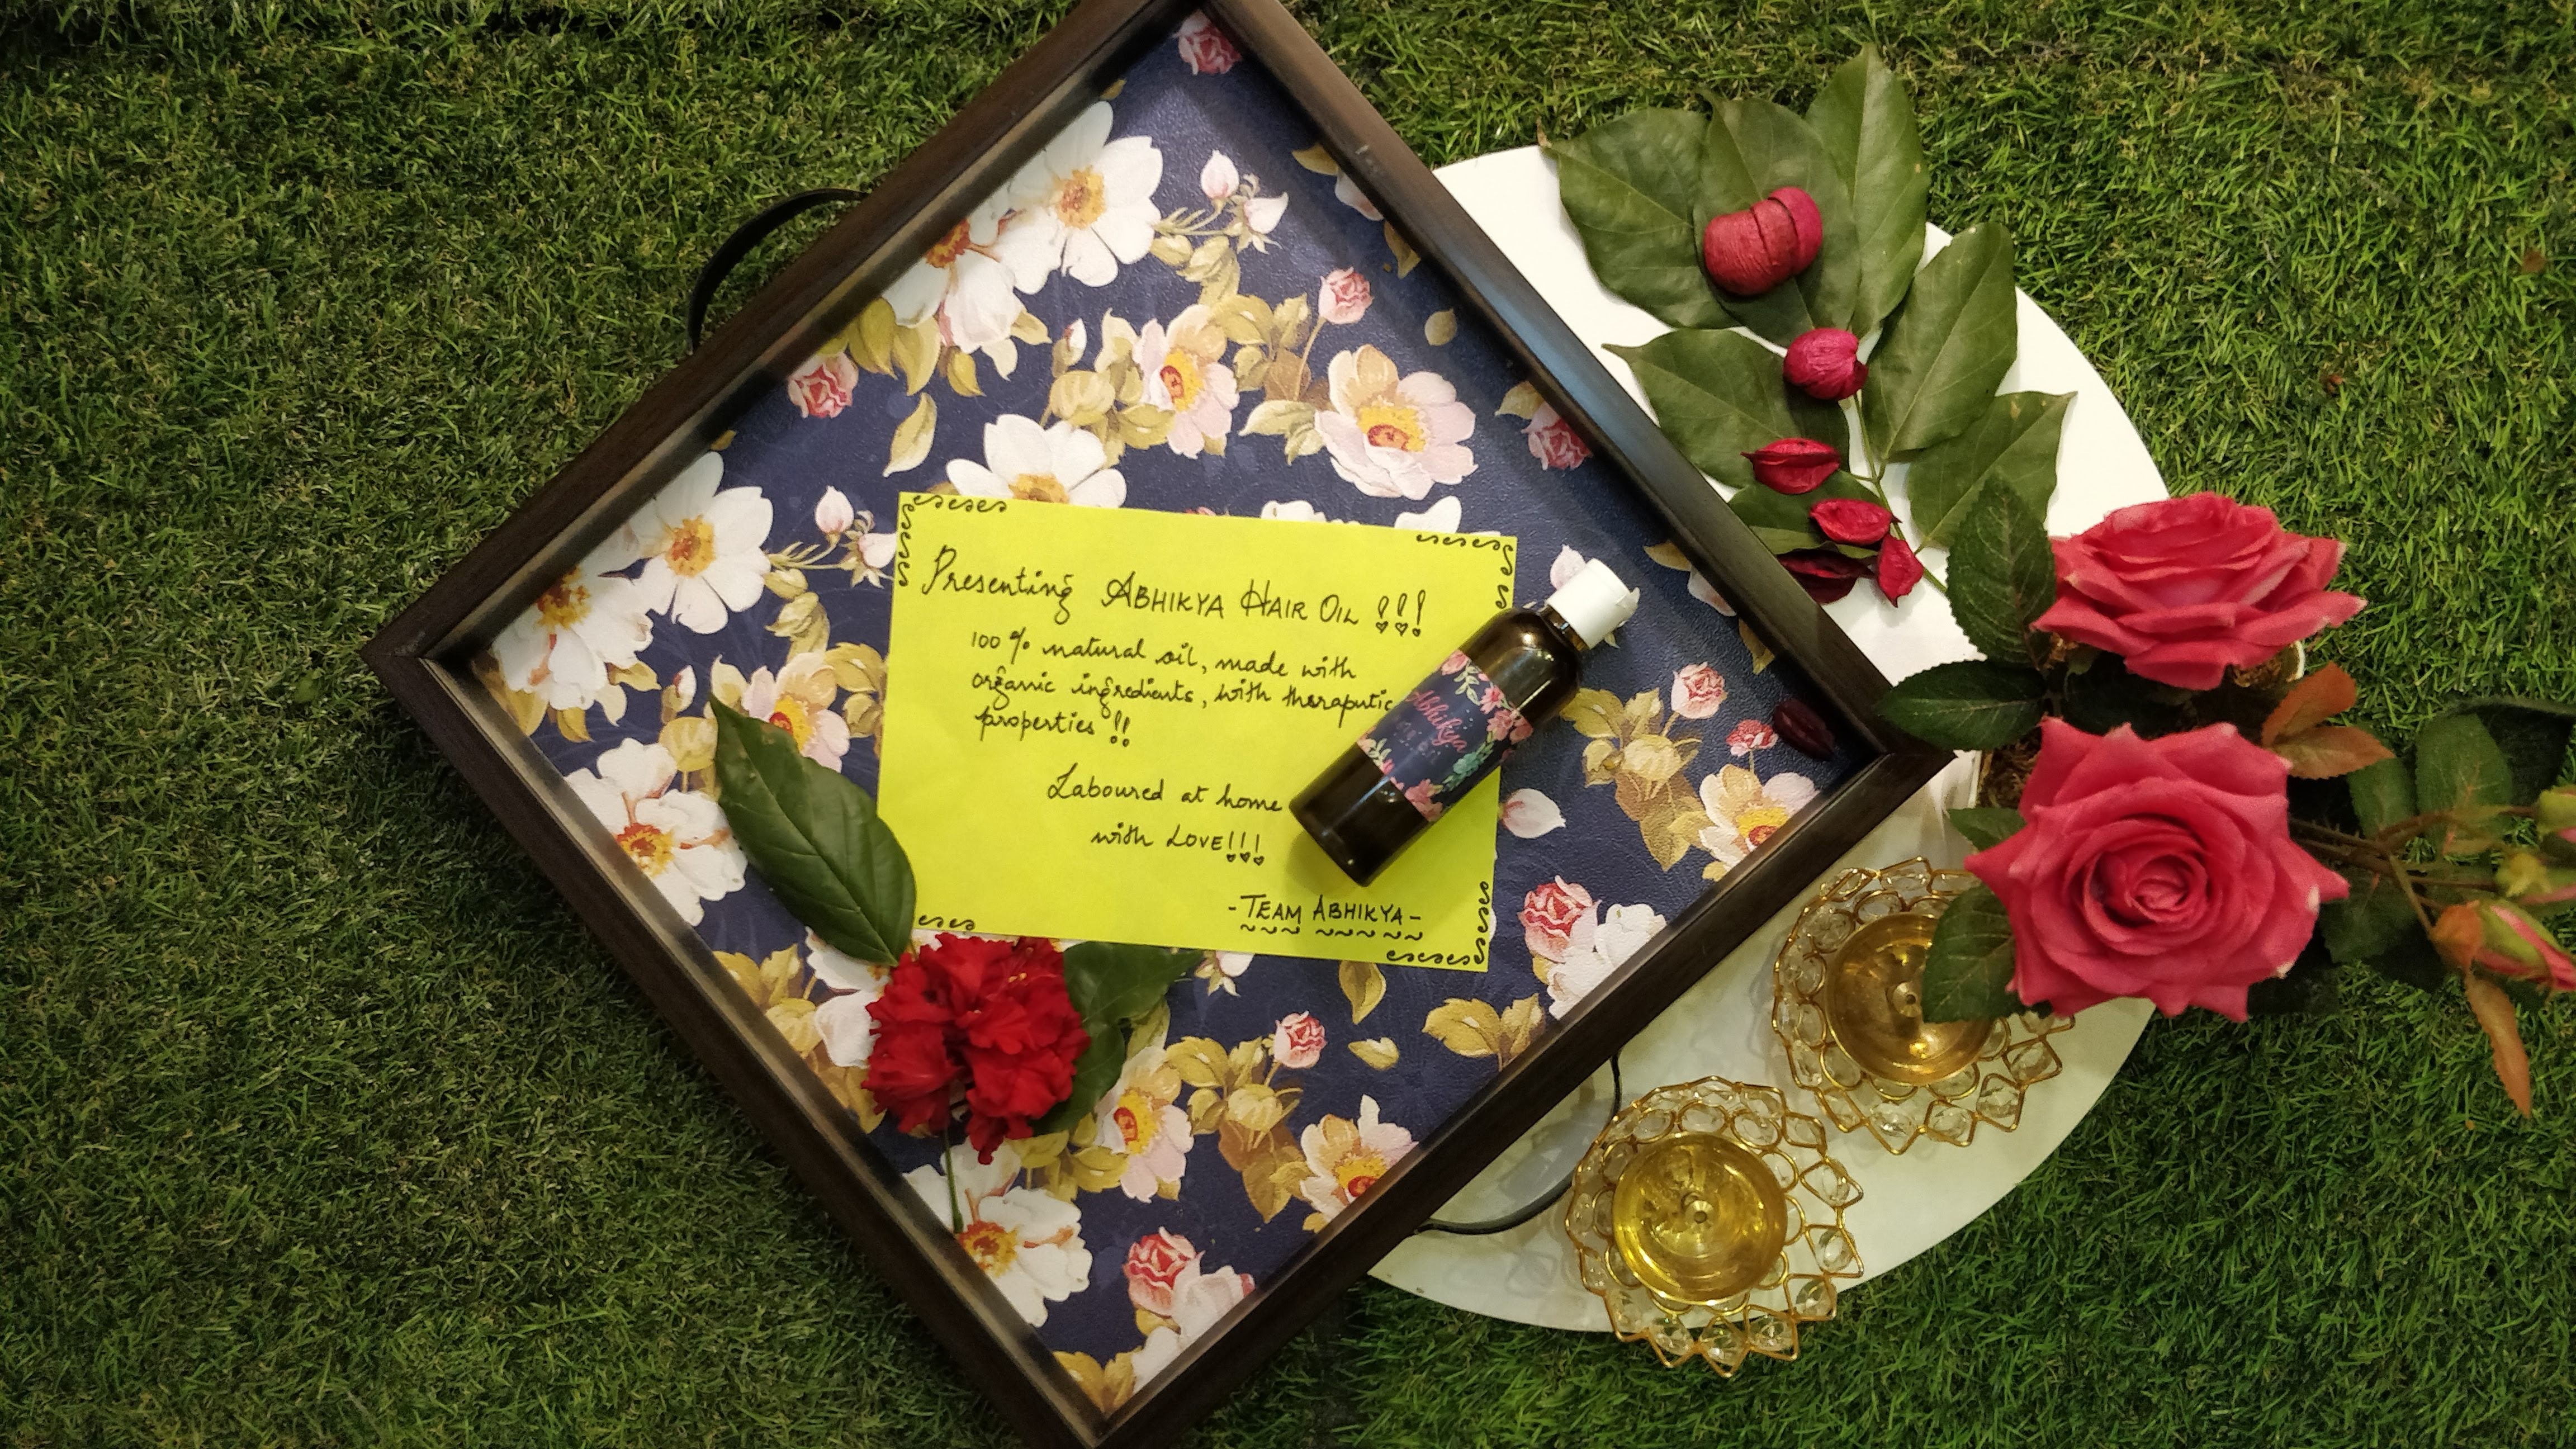 Presenting ABHIKYA HAIR OIL !!!
100% natural oil, made with
organic ingredients, with theraputic
properties !!
Laboured at home
with LOVE!!!
- TEAM ABHIKYA -
Abhikya